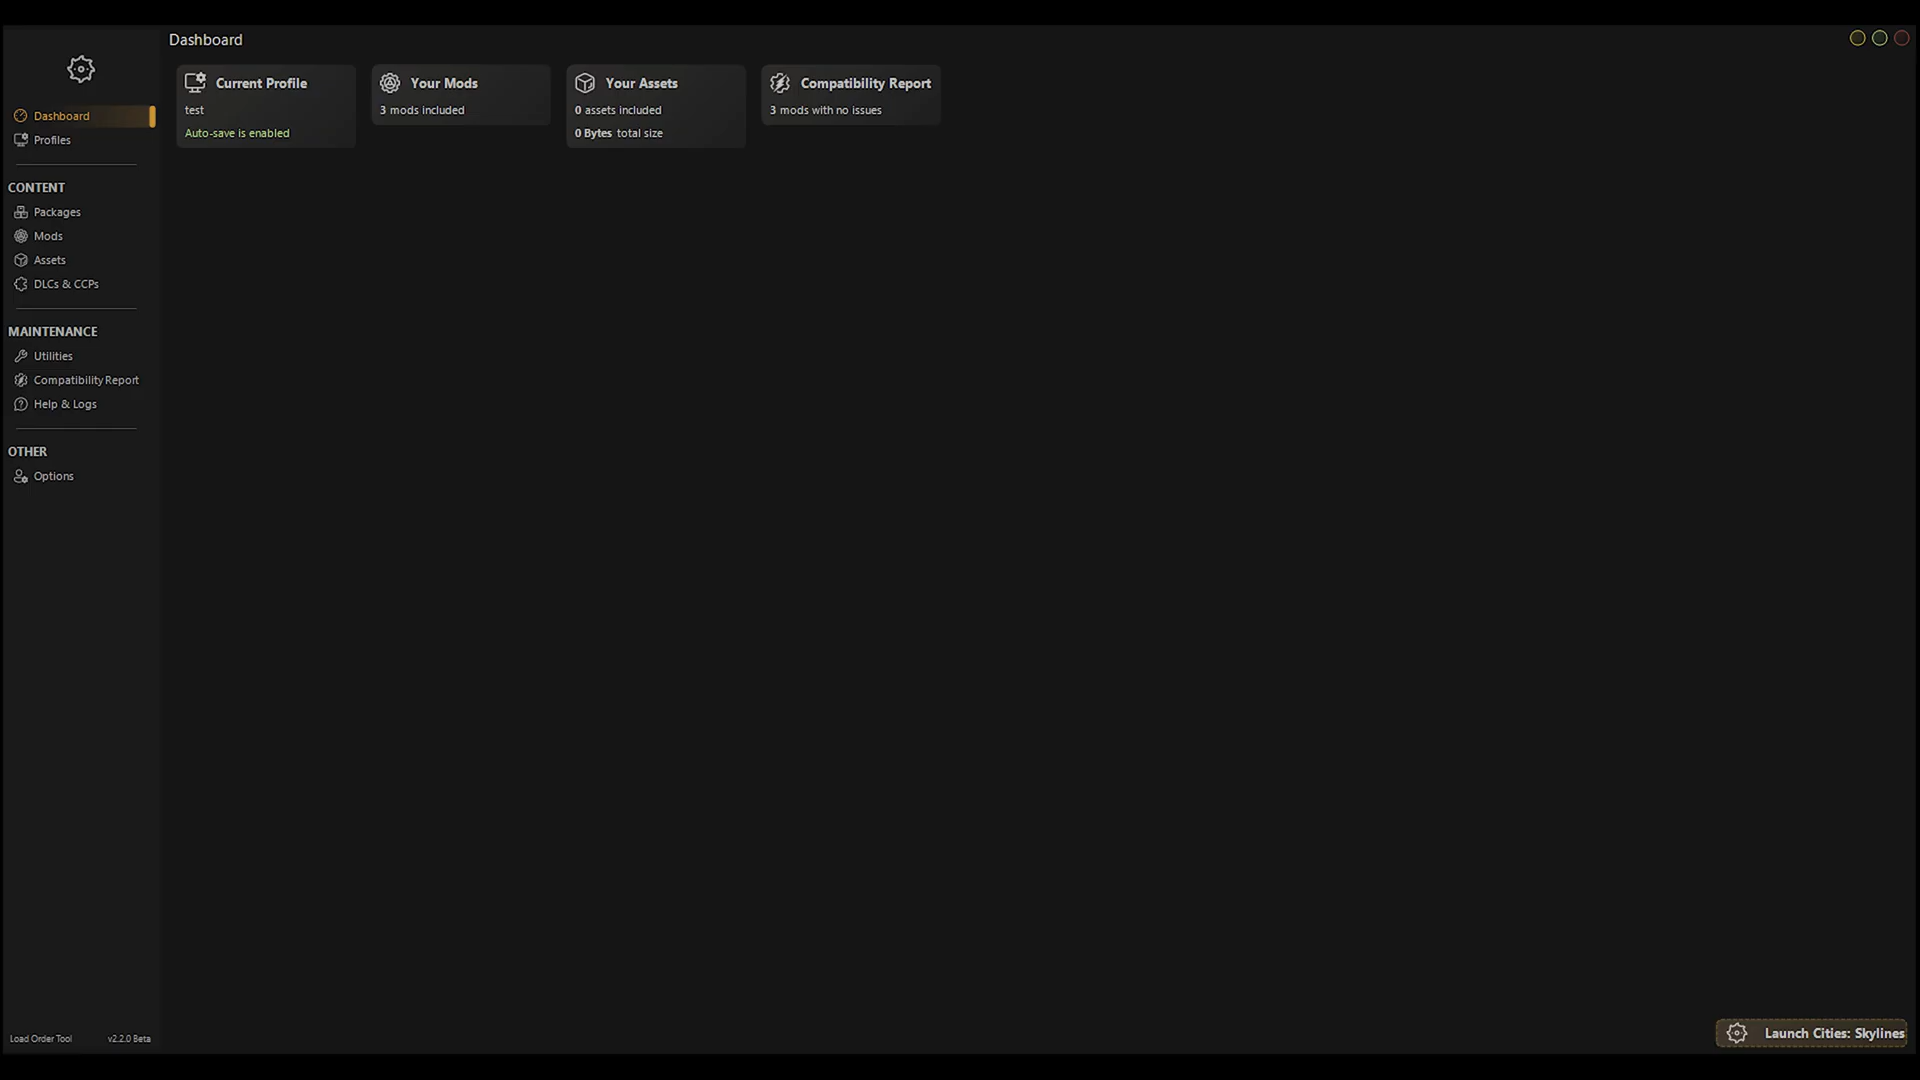 Dashboard
Current Profile
test
Auto-save is enabled
Your Mods
3 mods included
Your Assets
0 assets included
0 Bytes total size
Compatibility Report
3 mods with no issues
Dashboard
Profiles
CONTENT
Packages
Mods
Assets
DLCs & CCPs
MAINTENANCE
Utilities
Compatibility Report
Help & Logs
OTHER
Options
Load Order Tool v2.2.0 Beta
Launch Cities: Skylines